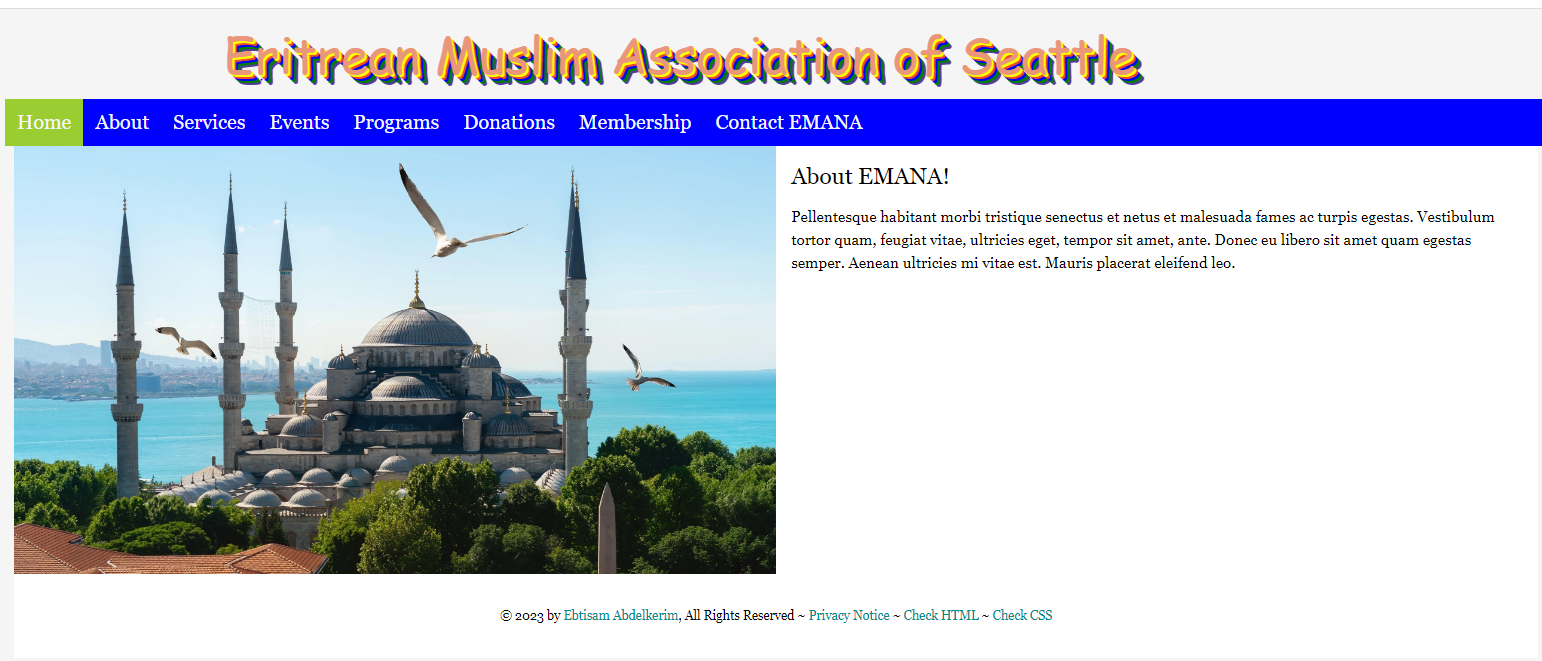 Eritrean Muslim Association of Seattle
Home About Services Events Programs Donations Membership Contact EMANA
About EMANA!
Pellentesque habitant morbi tristique senectus et netus et malesuada fames ac turpis egestas. Vestibulum
tortor quam, feugiat vitae, ultricies eget, tempor sit amet, ante. Donec eu libero sit amet quam egestas
semper. Aenean ultricies mi vitae est. Mauris placerat eleifend leo.
© 2023 by Ebtisam Abdelkerim, All Rights Reserved ~ Privacy Notice ~ Check HTML ~ Check CSS